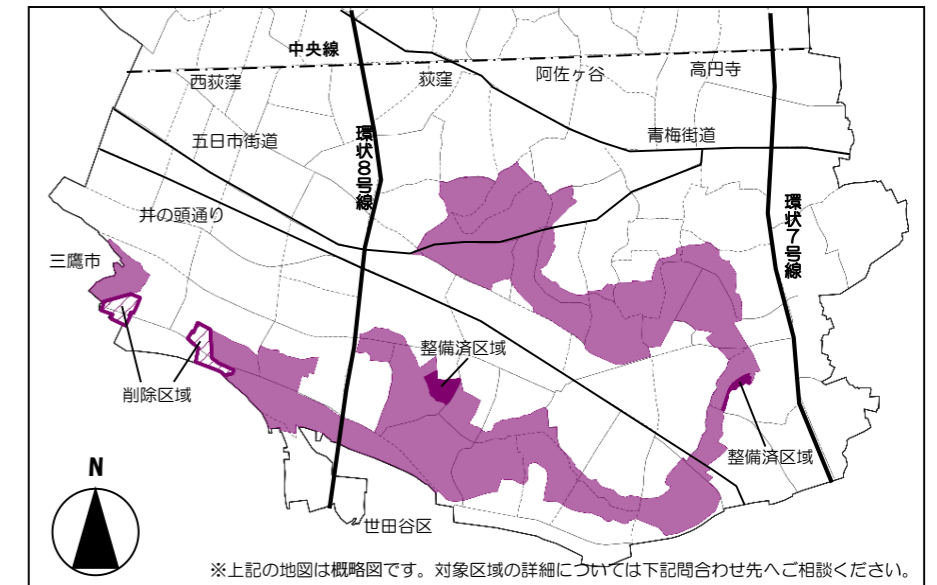 中央線
西荻窪
荻窪
阿佐ヶ谷
高円寺
五日市街道
環状8号線
青梅街道
井の頭通り
環状7号線
三鷹市
整備済区域
削除区域
整備済区域
N
世田谷区
※上記の地図は概略図です。対象区域の詳細については下記問合わせ先へご相談ください。